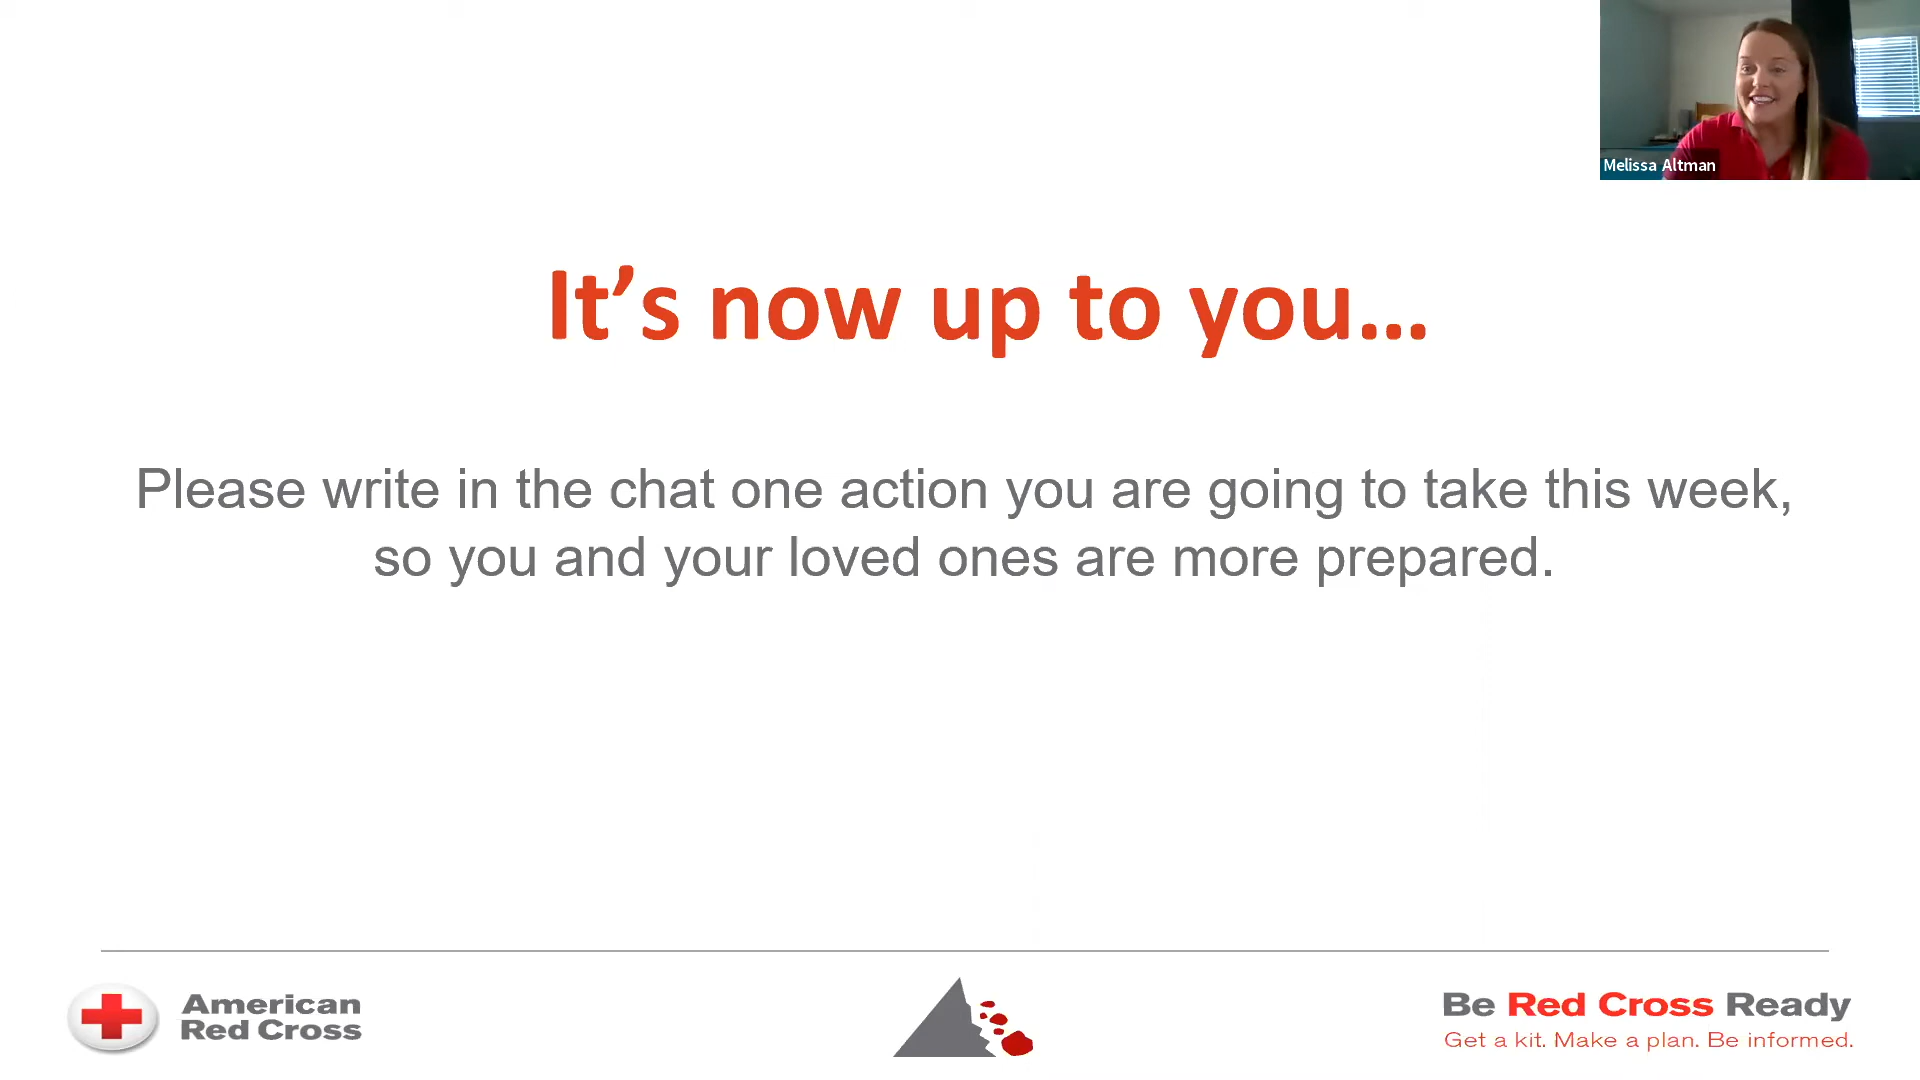 Melissa Altman
It’s now up to you…
Please write in the chat one action you are going to take this week,
so you and your loved ones are more prepared.
American
Red Cross
Be Red Cross Ready
Get a kit. Make a plan. Be informed.